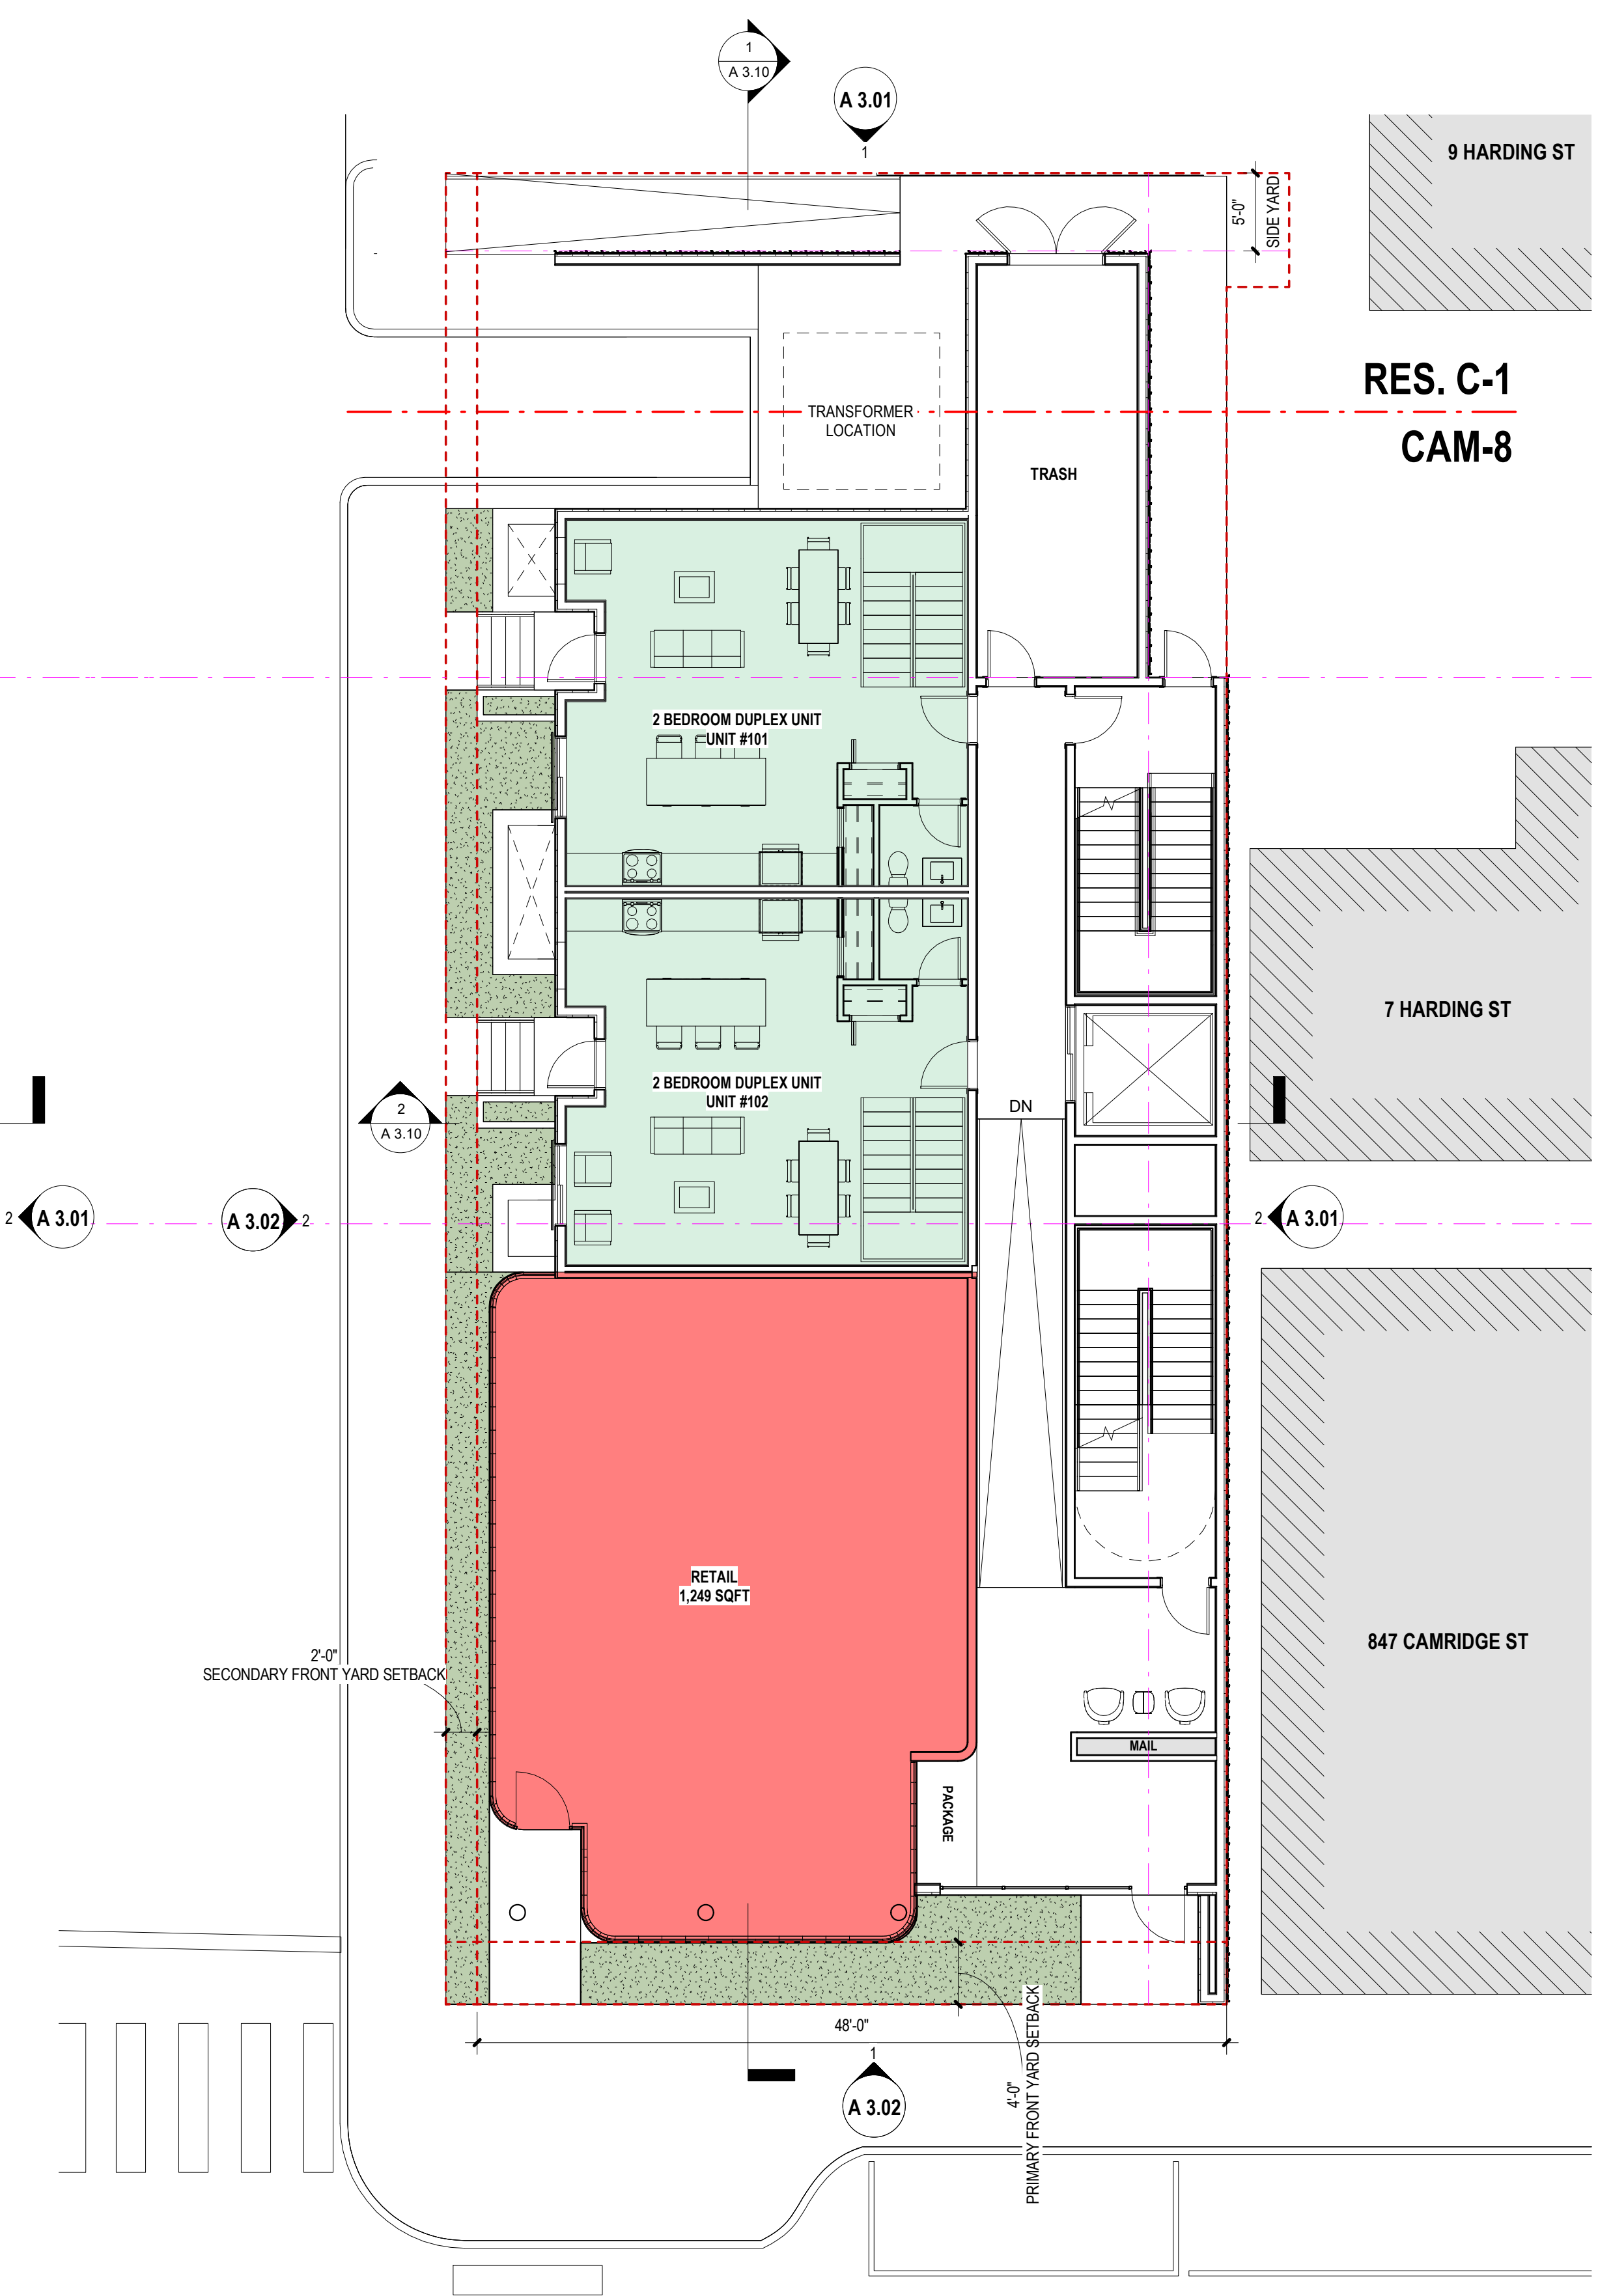 1
A 3.10
A 3.01
1
9 HARDING ST
5'-0"
SIDE YARD
RES. C-1
CAM-8
TRANSFORMER
LOCATION
TRASH
2 BEDROOM DUPLEX UNIT
UNIT #101
7 HARDING ST
2 BEDROOM DUPLEX UNIT
UNIT #102
DN
2
A 3.10
2
A 3.01
A 3.02
2
2
A 3.01
RETAIL
1,249 SQFT
2'-0"
SECONDARY FRONT YARD SETBACK
847 CAMRIDGE ST
MAIL
PACKAGE
48'-0"
4'-0"
PRIMARY FRONT YARD SETBACK
1
A 3.02